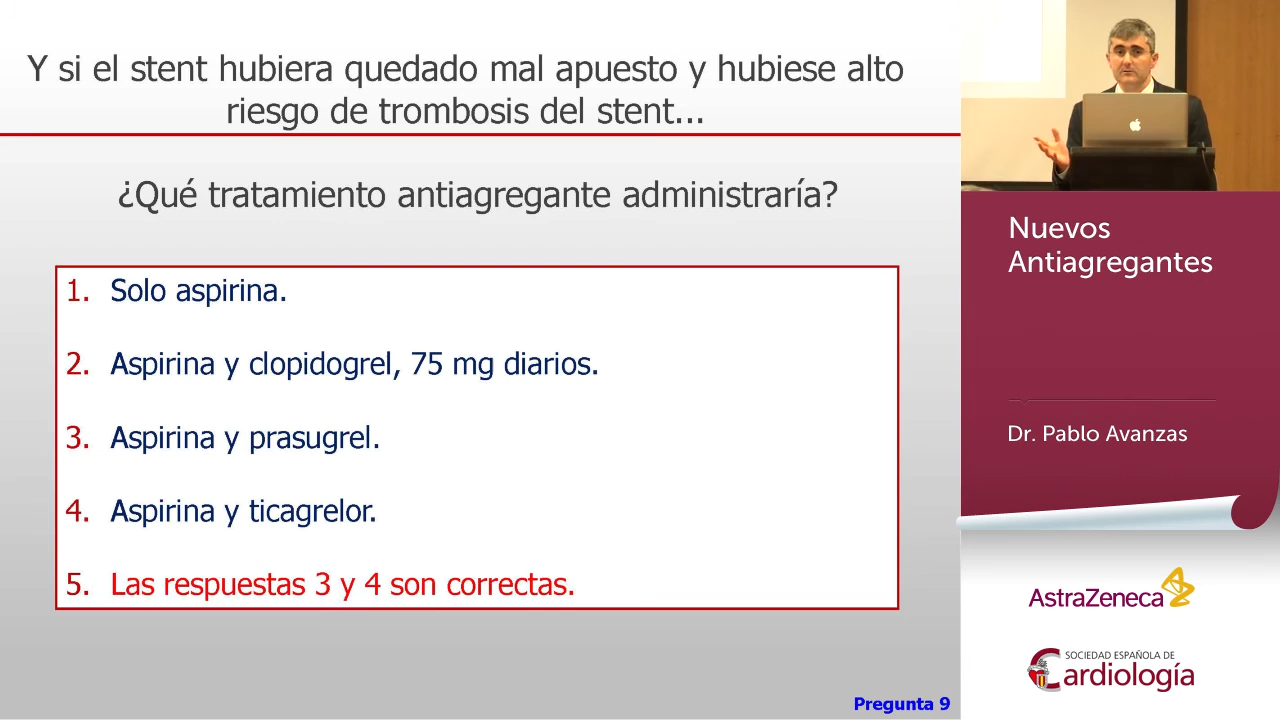 Y si el stent hubiera quedado mal apuesto y hubiese alto
riesgo de trombosis del stent...
¿Qué tratamiento antiagregante administraría?
1. Solo aspirina.
2. Aspirina y clopidogrel, 75 mg diarios.
3. Aspirina y prasugrel.
4. Aspirina y ticagrelor.
5. Las respuestas 3 y 4 son correctas.
Pregunta 9
Nuevos
Antiagregantes
Dr. Pablo Avanzas
AstraZeneca
SOCIEDAD ESPAÑOLA DE
Cardiología